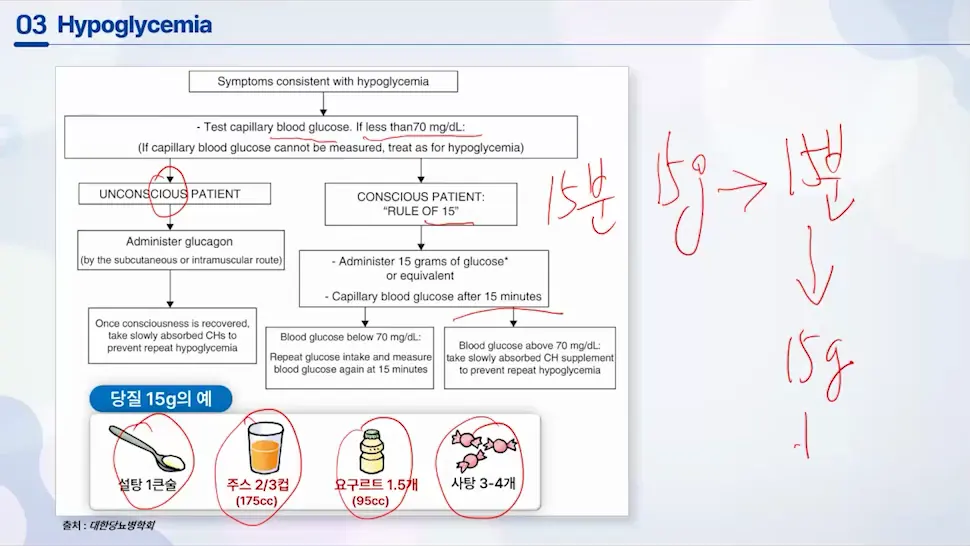 03 Hypoglycemia
Symptoms consistent with hypoglycemia
- Test capillary blood glucose. If less than70 mg/dL:
(If capillary blood glucose cannot be measured, treat as for hypoglycemia)
UNCONSCIOUS PATIENT
CONSCIOUS PATIENT:
“RULE OF 15”
15분
15g → 15분
Administer glucagon
(by the subcutaneous or intramuscular route)
- Administer 15 grams of glucose*
or equivalent
- Capillary blood glucose after 15 minutes
Once consciousness is recovered,
take slowly absorbed CHs to
prevent repeat hypoglycemia
Blood glucose below 70 mg/dL:
Repeat glucose intake and measure
blood glucose again at 15 minutes
Blood glucose above 70 mg/dL:
take slowly absorbed CH supplement
to prevent repeat hypoglycemia
15g
당질 15g의 예
설탕 1큰술
주스 2/3컵
(175cc)
요구르트 1.5개
(95cc)
사탕 3-4개
출처 : 대한당뇨병학회